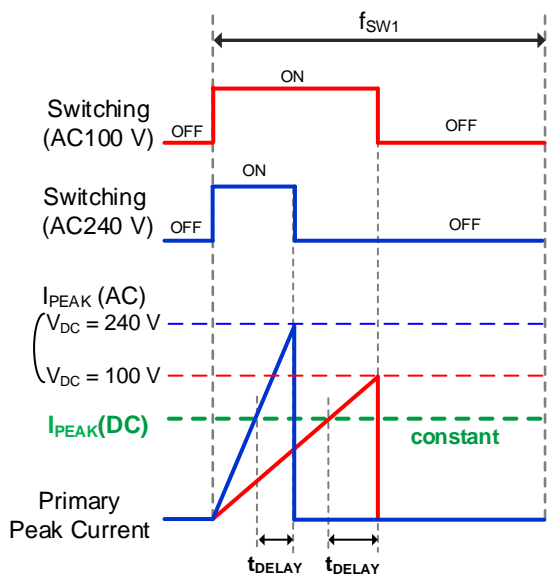 fSW1
Switching
(AC100 V)
OFF
ON
OFF
Switching
(AC240 V)
OFF
ON
OFF
IPEAK (AC)
VDC = 240 V
VDC = 100 V
IPEAK(DC)
constant
Primary
Peak Current
tDELAY
tDELAY